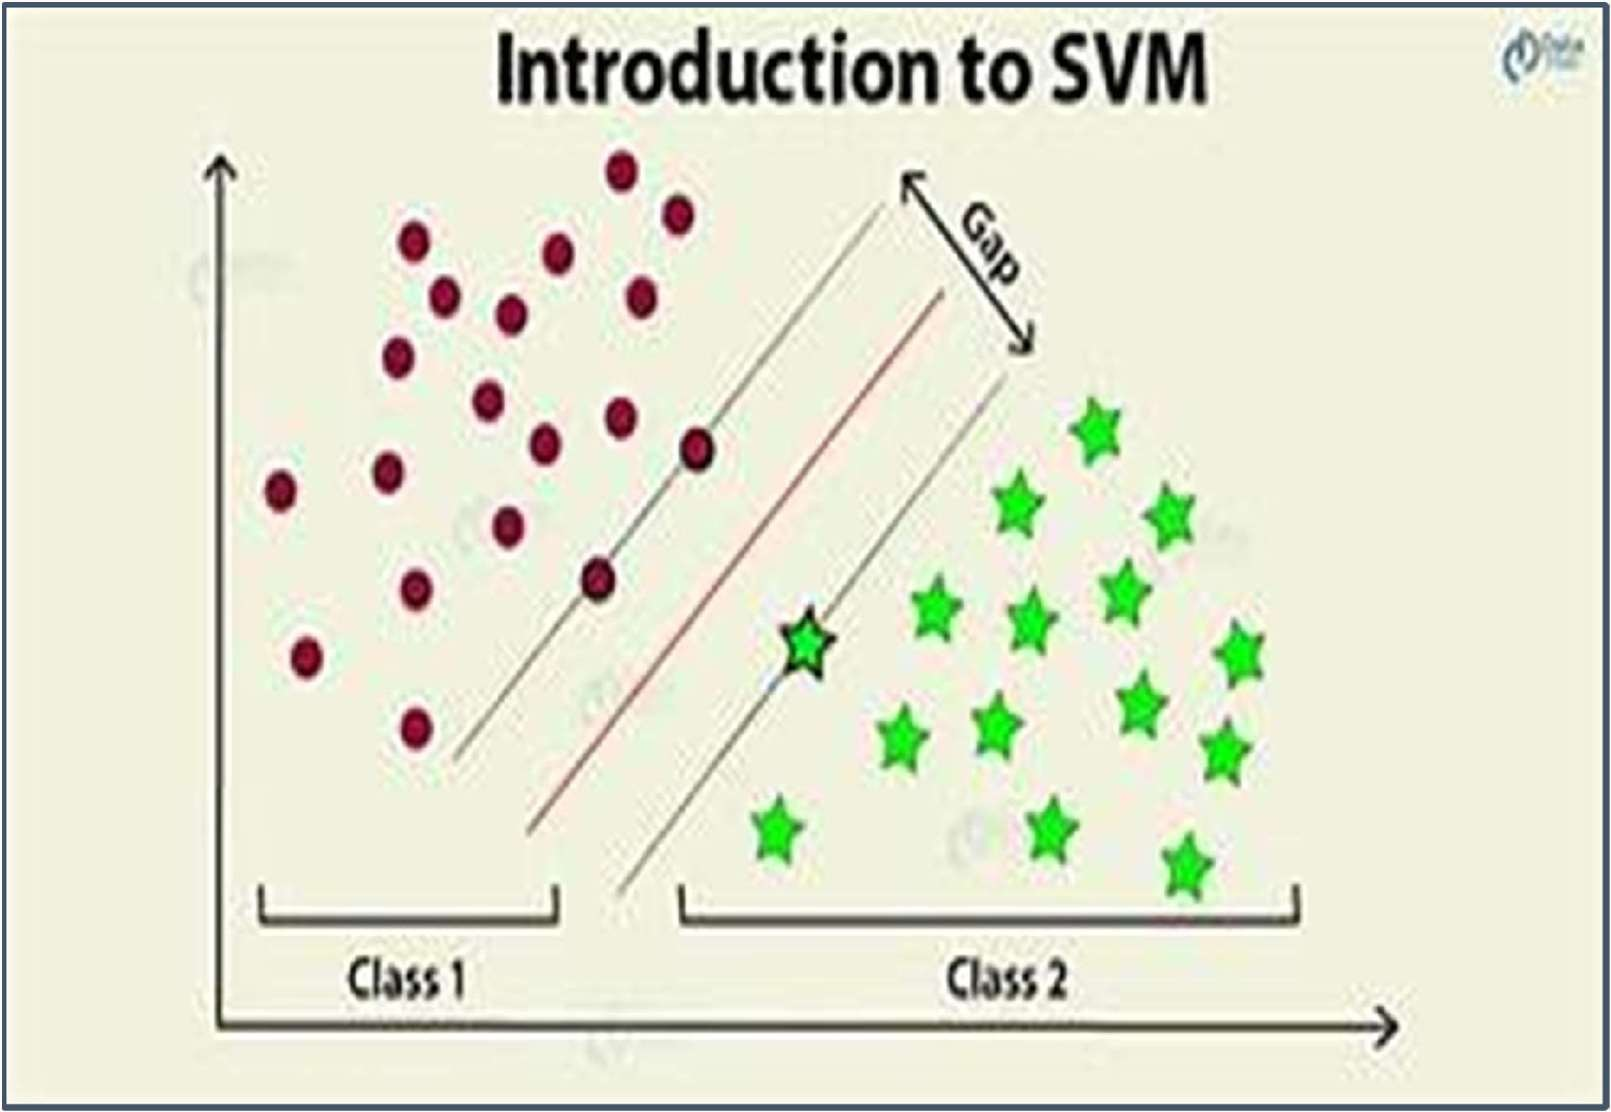 Introduction to SVM
Gap
Class 1
Class 2